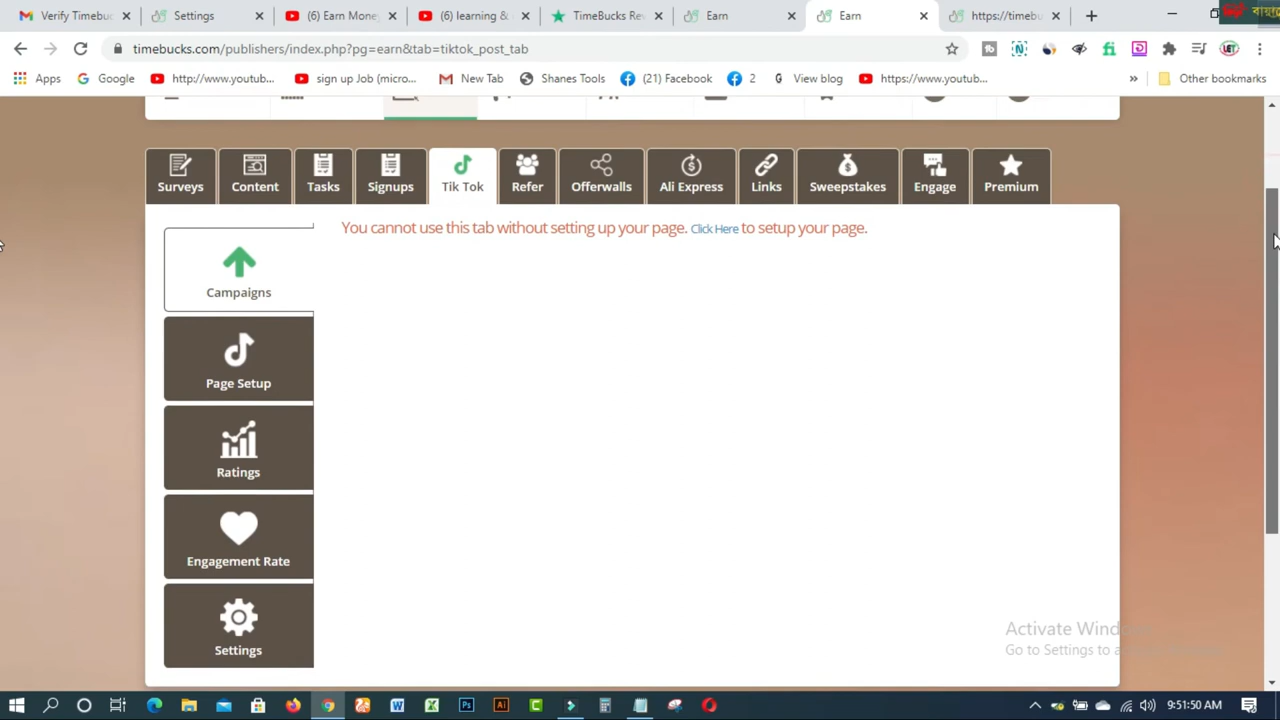 Verify Timebuc
Settings
(6) Earn Mone
(6) learning &
TimeBucks Re
Earn
Earn
https://timebu
timebucks.com/publishers/index.php?pg=earn&tab=tiktok_post_tab
Apps
Google
http://www.youtub...
sign up Job (micro...
New Tab
Shanes Tools
(21) Facebook
2
View blog
https://www.youtub...
»
Other bookmarks
Surveys
Content
Tasks
Signups
Tik Tok
Refer
Offerwalls
Ali Express
Links
Sweepstakes
Engage
Premium
You cannot use this tab without setting up your page. Click Here to setup your page.
Campaigns
Page Setup
Ratings
Engagement Rate
Settings
Activate Wind
Go to Settings to a
9:51:50 AM